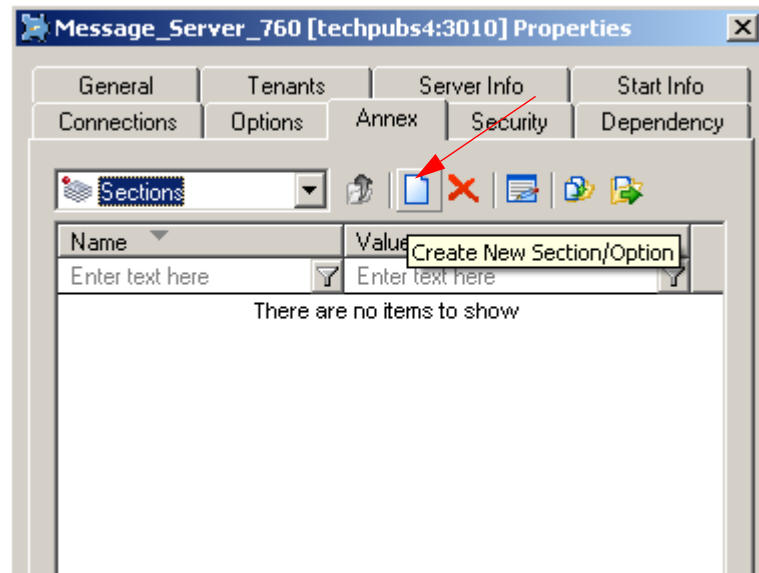 Message_Server_760 [techpubs4:3010] Properties
General Tenants Server Info Start Info
Connections Options Annex Security Dependency
Sections
Name Value
Create New Section/Option
Enter text here Enter text here
There are no items to show